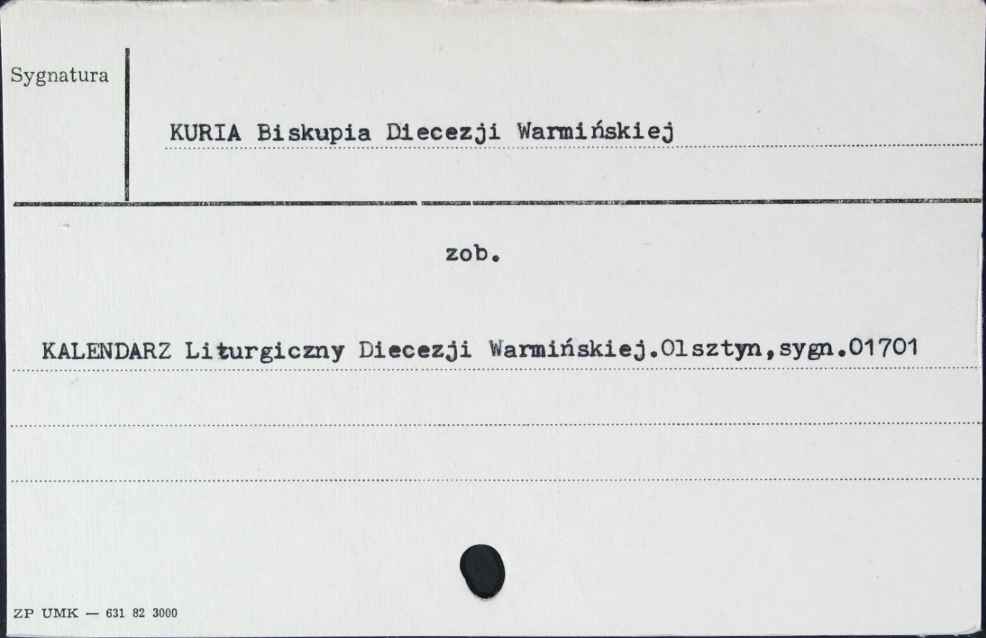 Sygnatura
KURIA Biskupia Diecezji Warmińskiej
zob.
KALENDARZ Liturgiczny Diecezji Warmińskiej.Olsztyn,sygn.01701
ZP UMK — 631 82 3000